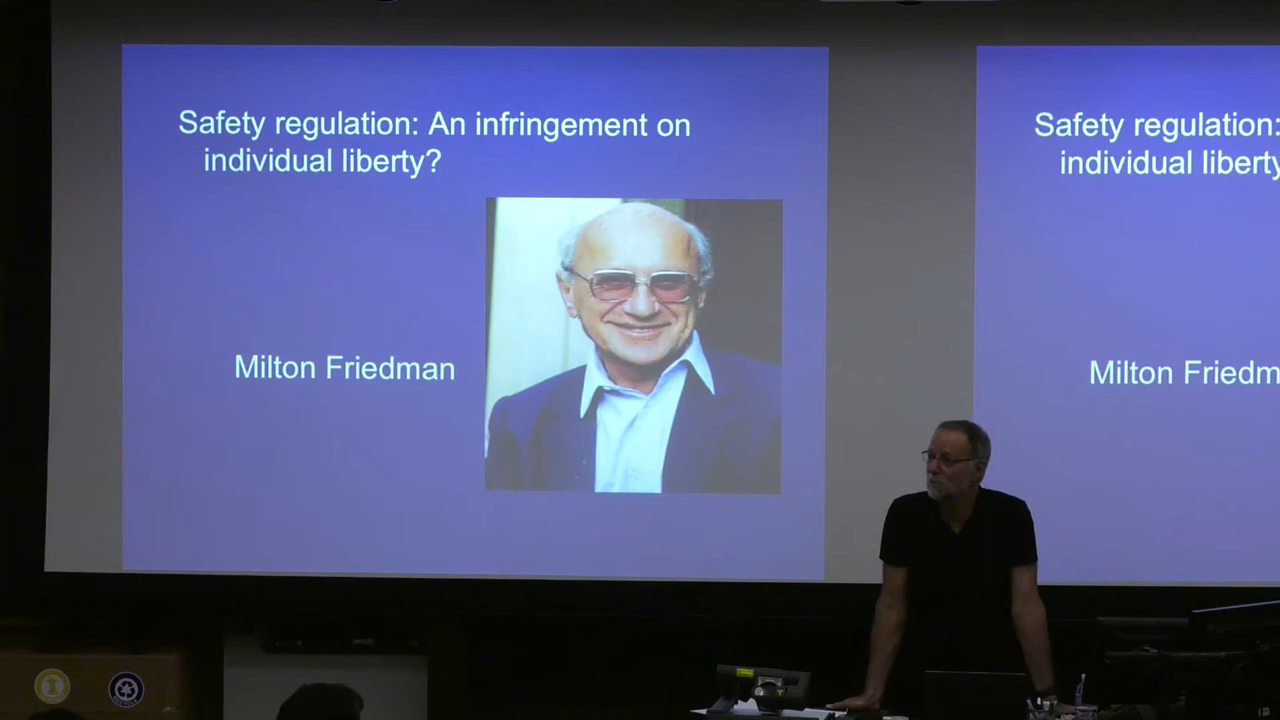 Safety regulation: An infringement on
individual liberty?
Milton Friedman
Safety regulation:
individual liberty
Milton Friedm